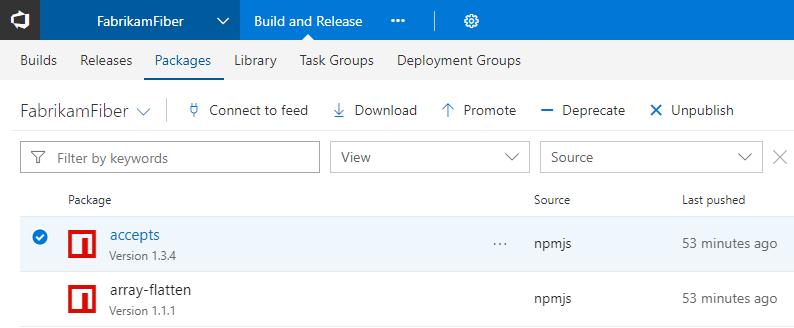 FabrikamFiber Build and Release ...
Builds Releases Packages Library Task Groups Deployment Groups
FabrikamFiber Connect to feed Download Promote Deprecate Unpublish
Filter by keywords View Source
Package Source Last pushed
accepts
Version 1.3.4
... npmjs 53 minutes ago
array-flatten
Version 1.1.1
npmjs 53 minutes ago